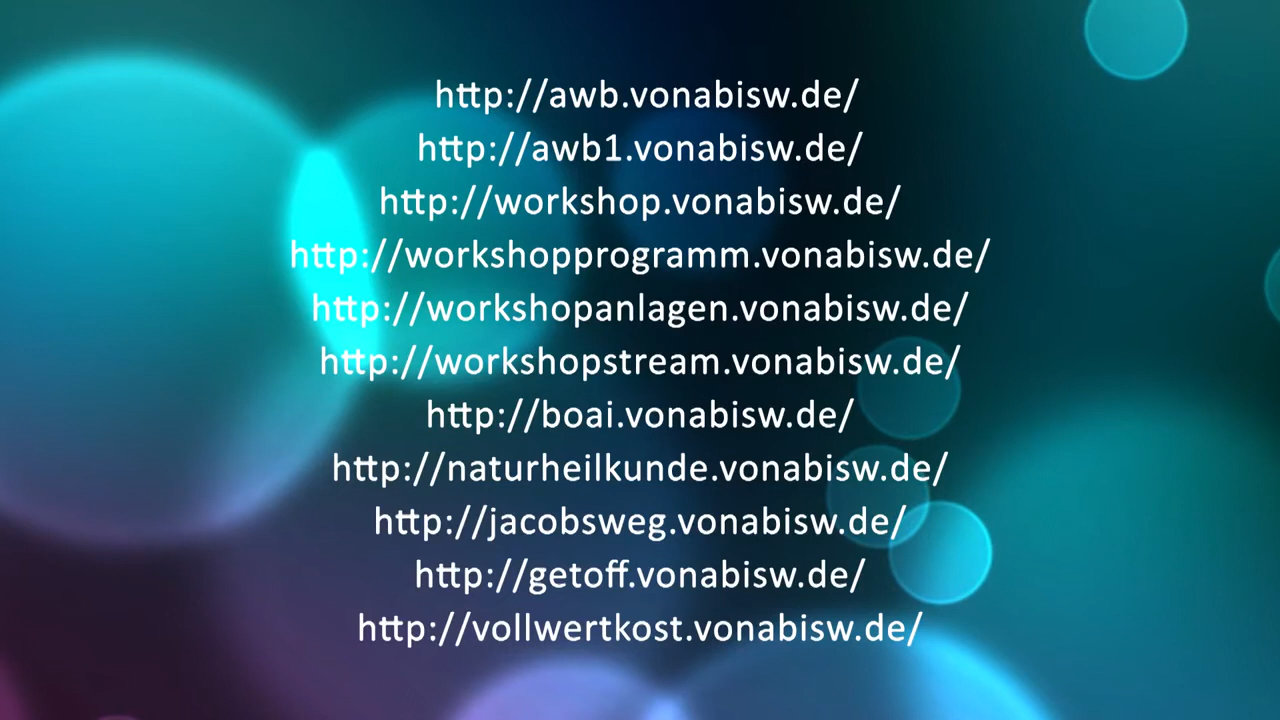 http://awb.vonabisw.de/
http://awb1.vonabisw.de/
http://workshop.vonabisw.de/
http://workshopprogramm.vonabisw.de/
http://workshopanlagen.vonabisw.de/
http://workshopstream.vonabisw.de/
http://boai.vonabisw.de/
http://naturheilkunde.vonabisw.de/
http://jacobsweg.vonabisw.de/
http://getoff.vonabisw.de/
http://vollwertkost.vonabisw.de/